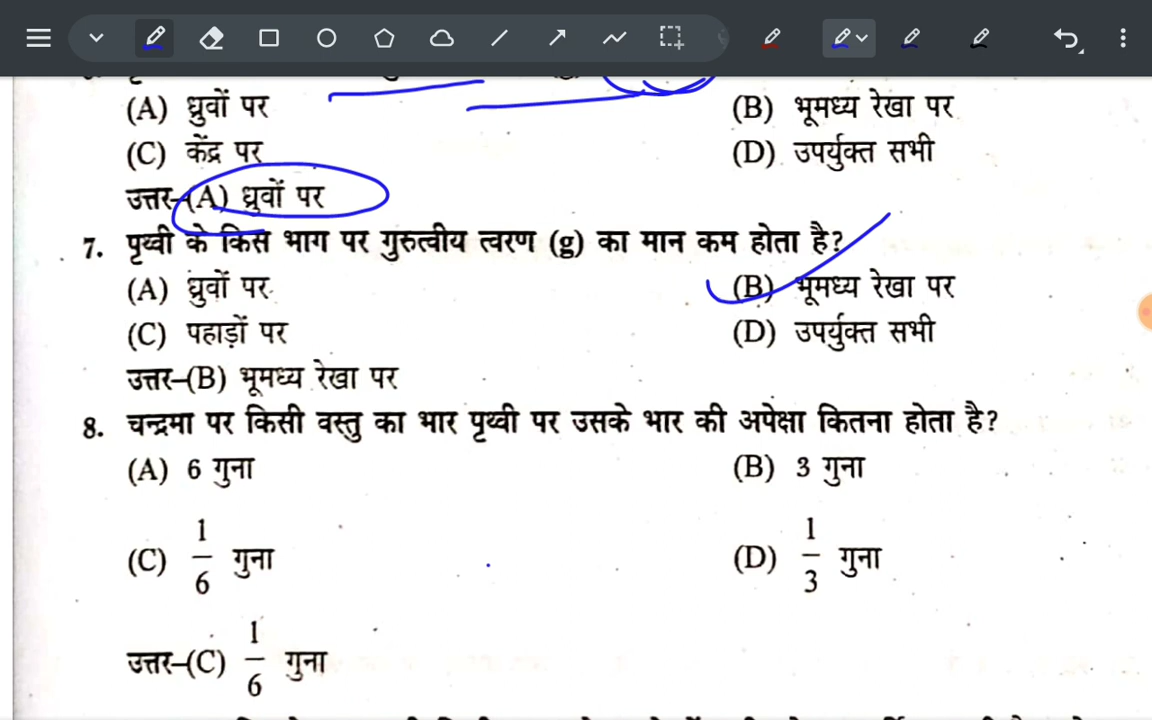 (A) ध्रुवों पर (B) भूमध्य रेखा पर
(C) केंद्र पर (D) उपर्युक्त सभी
उत्तर–(A) ध्रुवों पर
7. पृथ्वी के किस भाग पर गुरुत्वीय त्वरण (g) का मान कम होता है?
(A) ध्रुवों पर (B) भूमध्य रेखा पर
(C) पहाड़ों पर (D) उपर्युक्त सभी
उत्तर–(B) भूमध्य रेखा पर
8. चन्द्रमा पर किसी वस्तु का भार पृथ्वी पर उसके भार की अपेक्षा कितना होता है?
(A) 6 गुना (B) 3 गुना
(C) 1/6 गुना (D) 1/3 गुना
उत्तर–(C) 1/6 गुना